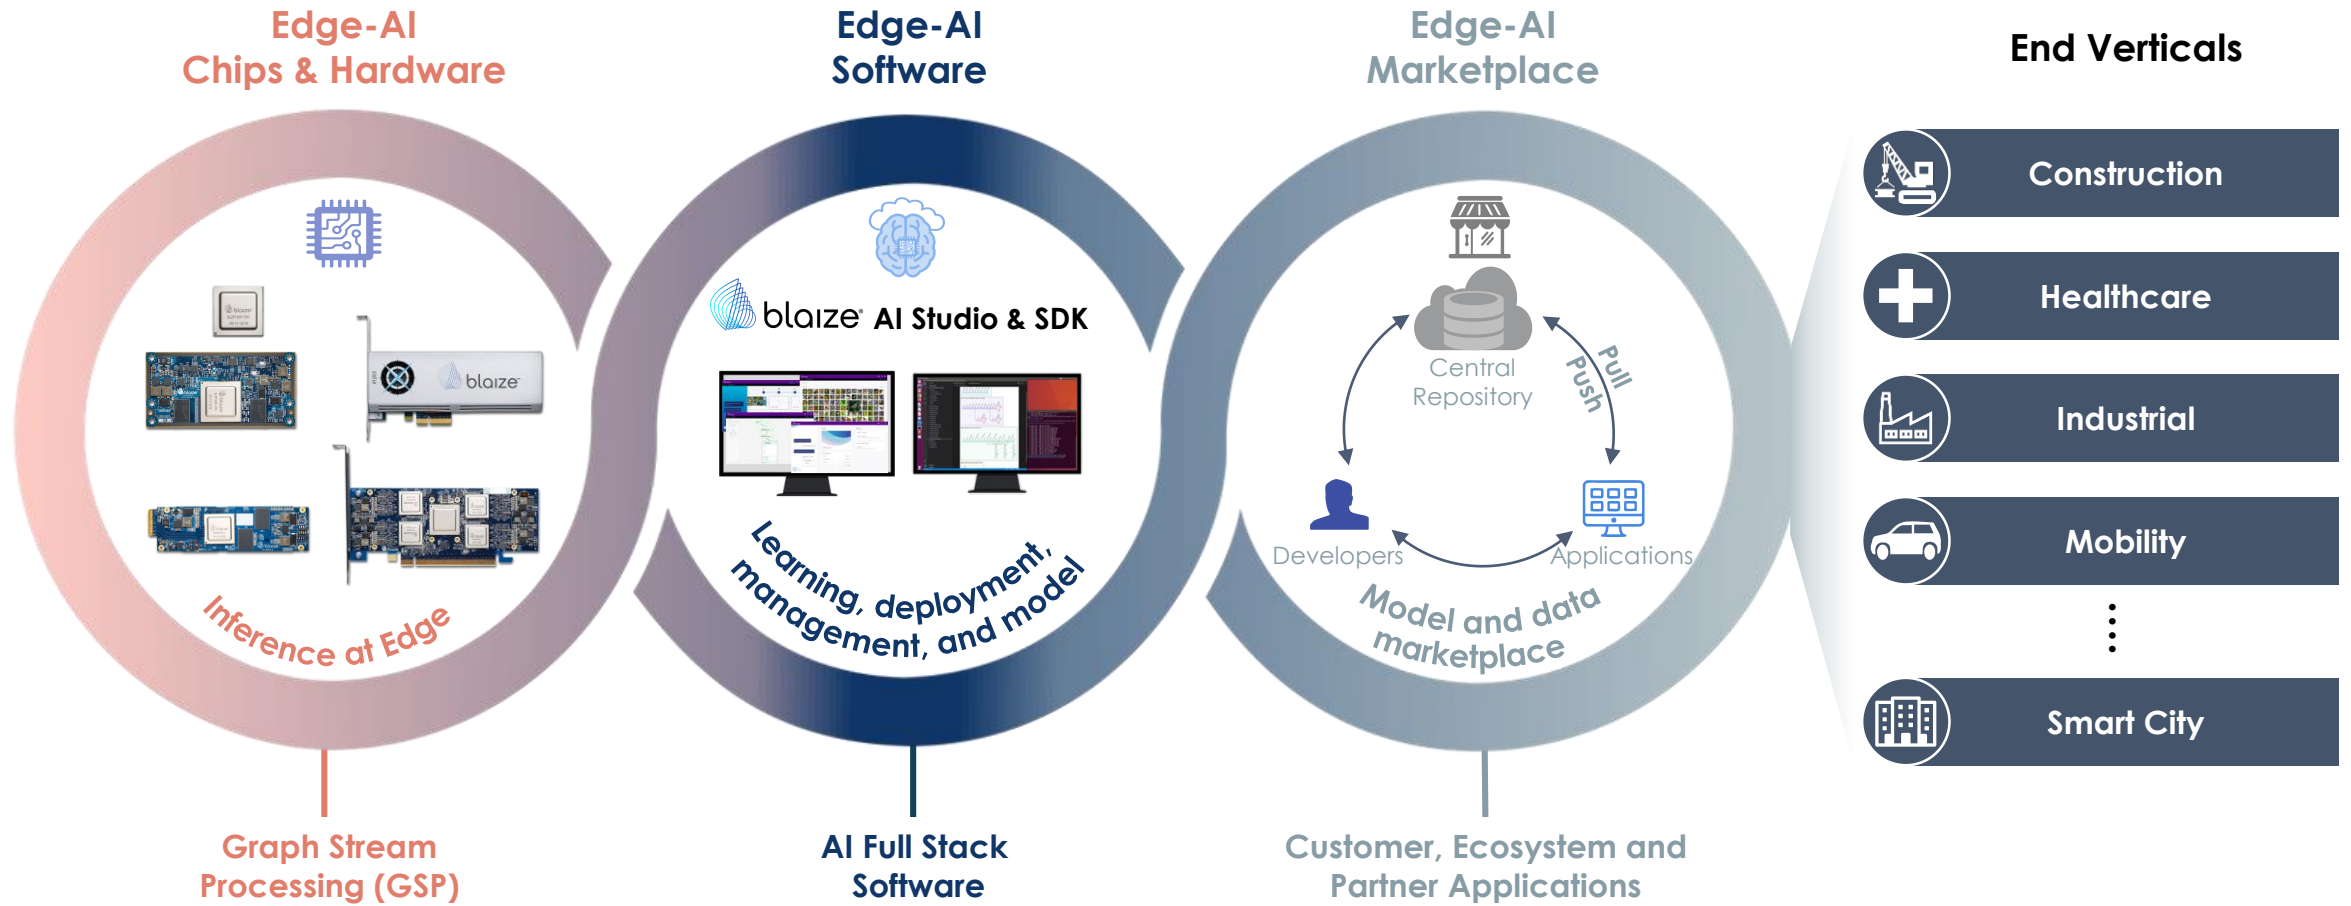 Edge-AI
Chips & Hardware
blaize
blaize
Inference at Edge
Graph Stream
Processing (GSP)
Edge-AI
Software
blaize AI Studio & SDK
Learning, deployment,
management, and model
AI Full Stack
Software
Edge-AI
Marketplace
Central
Repository
Pull
Push
Developers
Applications
Model and data
marketplace
Customer, Ecosystem and
Partner Applications
End Verticals
Construction
Healthcare
Industrial
Mobility
Smart City